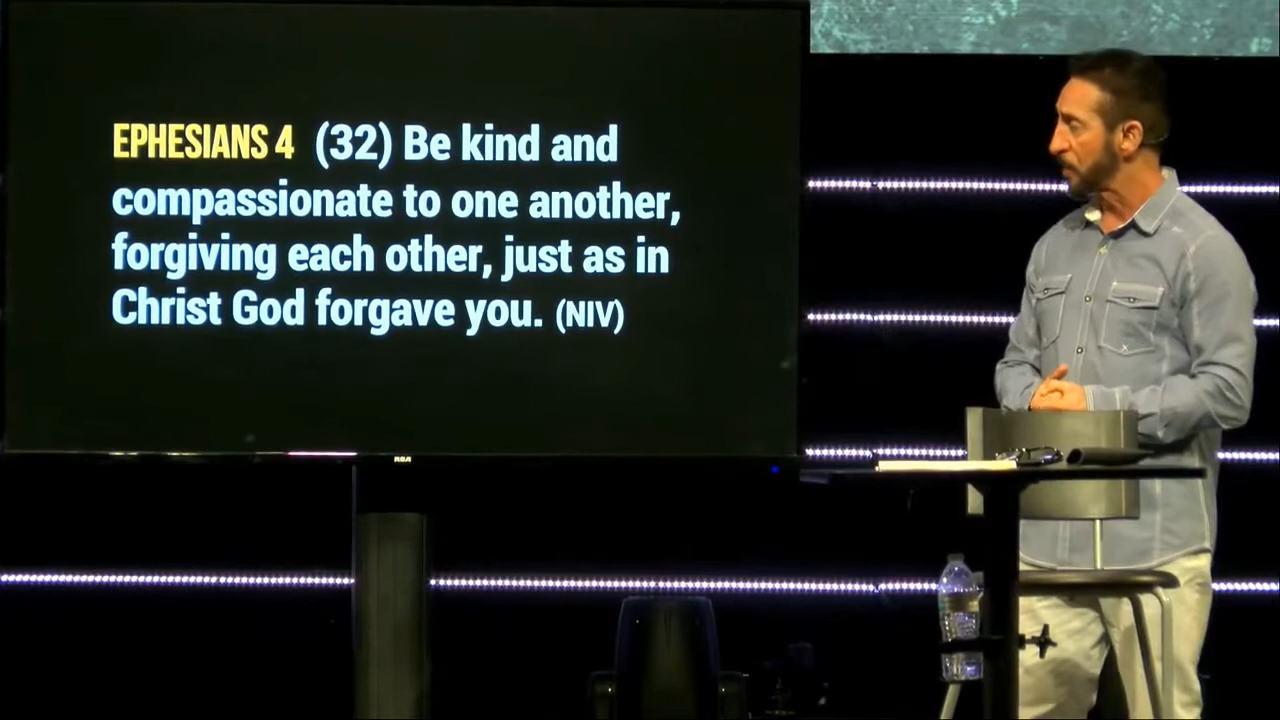 EPHESIANS 4 (32) Be kind and
compassionate to one another,
forgiving each other, just as in
Christ God forgave you. (NIV)
RCA